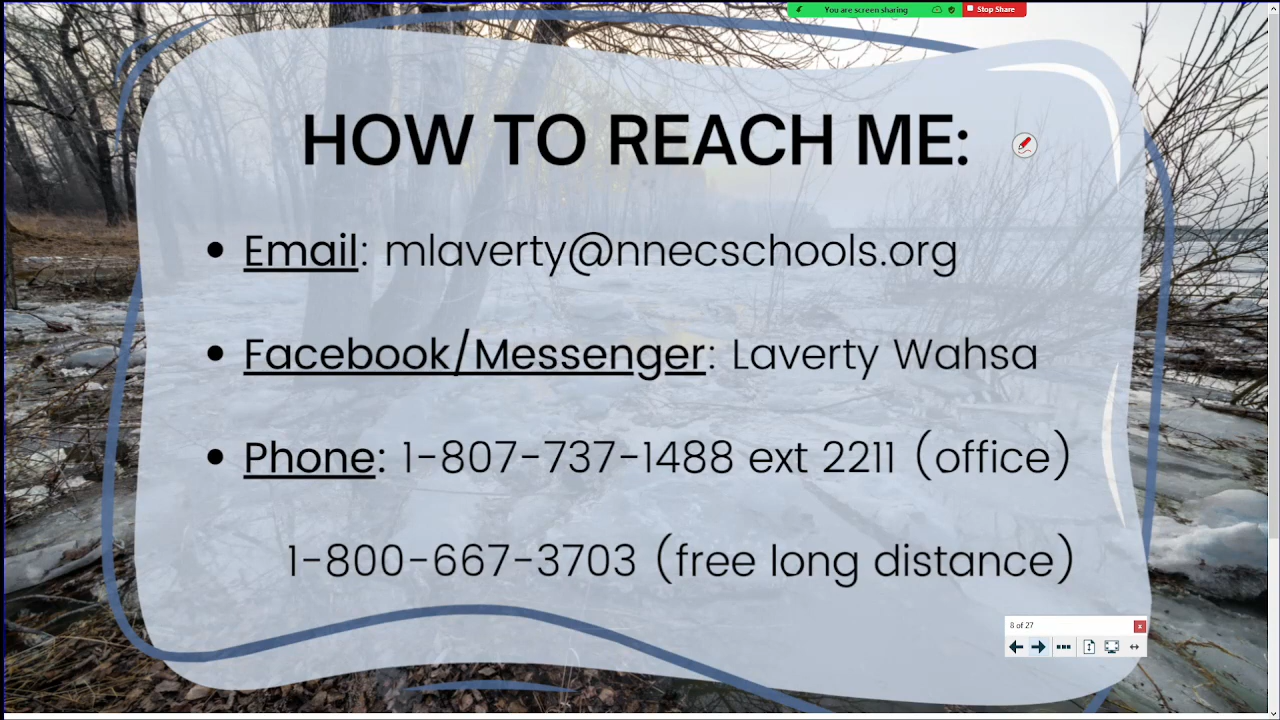 You are screen sharing
Stop Share
HOW TO REACH ME:
• Email: mlaverty@nnecschools.org
• Facebook/Messenger: Laverty Wahsa
• Phone: 1-807-737-1488 ext 2211 (office)
1-800-667-3703 (free long distance)
8 of 27